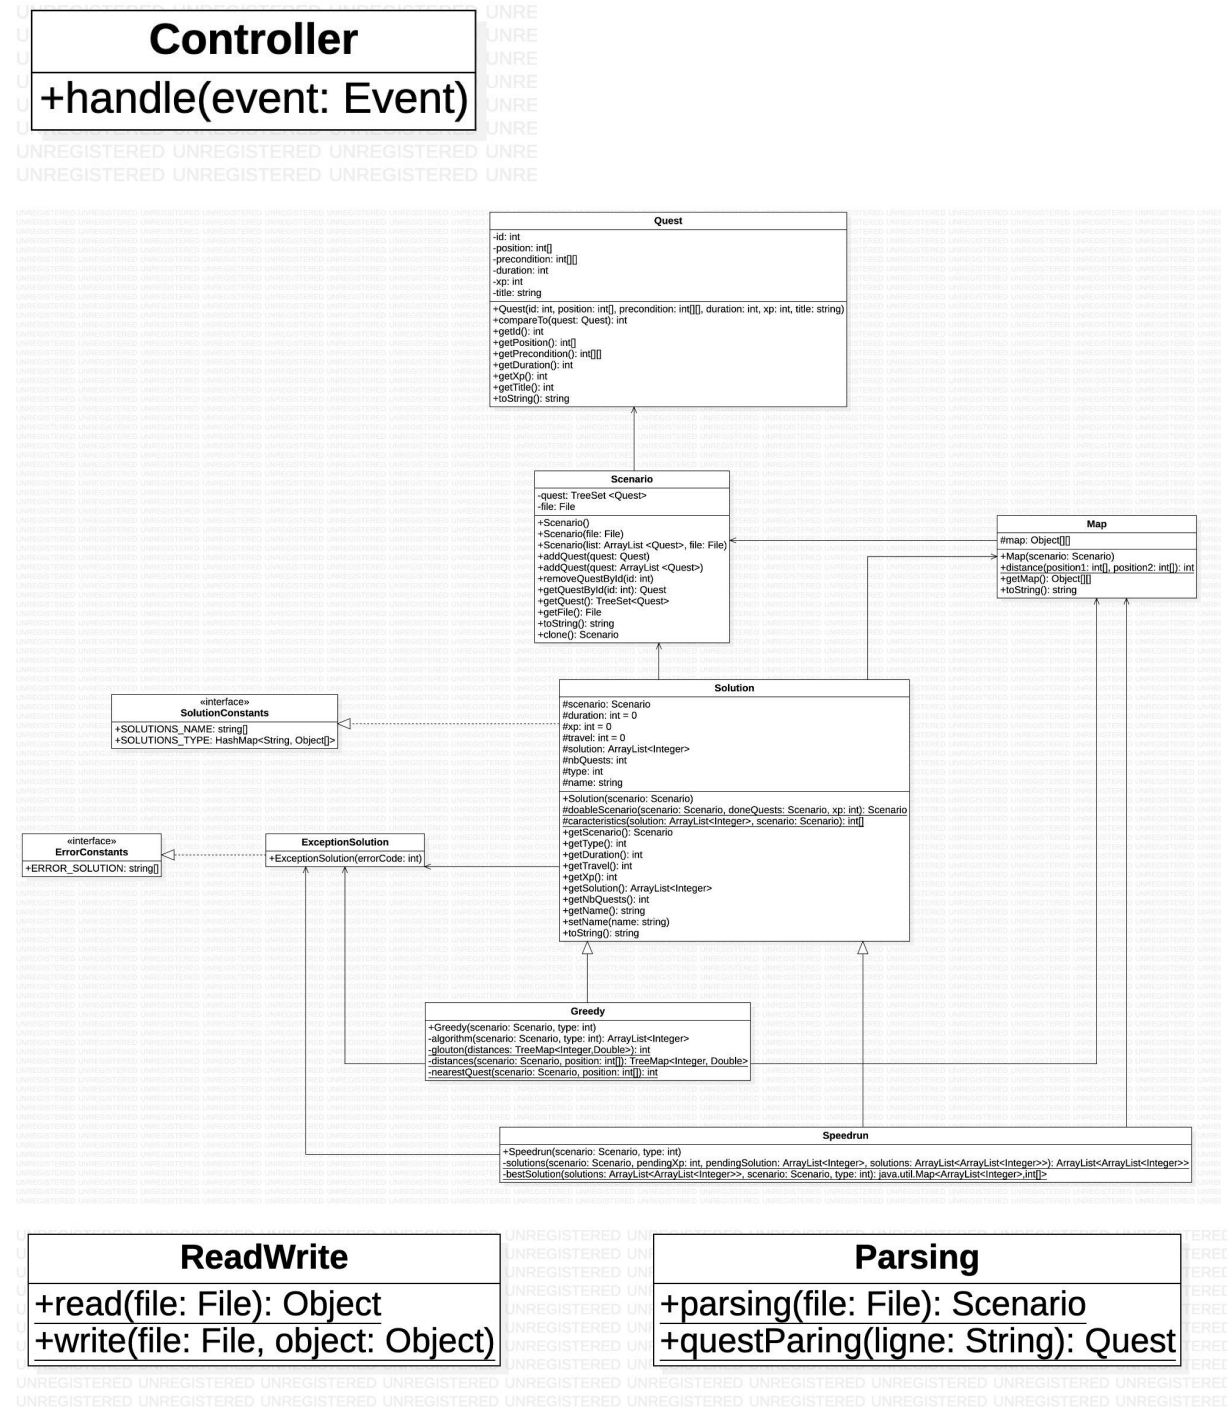 Controller
+handle(event: Event)
Quest
-id: int
-position: int[]
-precondition: int[][]
-duration: int
-xp: int
-title: string
+Quest(id: int, position: int[], precondition: int[][], duration: int, xp: int, title: string)
+compareTo(quest: Quest): int
+getId(): int
+getPosition(): int[]
+getPrecondition(): int[][]
+getDuration(): int
+getXp(): int
+getTitle(): int
+toString(): string
Scenario
-quest: TreeSet <Quest>
-file: File
+Scenario()
+Scenario(file: File)
+Scenario(list: ArrayList <Quest>, file: File)
+addQuest(quest: Quest)
+addQuest(quest: ArrayList <Quest>)
+removeQuestById(id: int)
+getQuestById(id: int): Quest
+getQuest(): TreeSet<Quest>
+getFile(): File
+toString(): string
+clone(): Scenario
Map
#map: Object[][]
+Map(scenario: Scenario)
+distance(position1: int[], position2: int[]): int
+getMap(): Object[][]
+toString(): string
Solution
#scenario: Scenario
#duration: int = 0
#xp: int = 0
#travel: int = 0
#solution: ArrayList<Integer>
#nbQuests: int
#type: int
#name: string
+Solution(scenario: Scenario)
#doableScenario(scenario: Scenario, doneQuests: Scenario, xp: int): Scenario
#caracteristics(solution: ArrayList<Integer>, scenario: Scenario): int[]
+getScenario(): Scenario
+getType(): int
+getDuration(): int
+getTravel(): int
+getXp(): int
+getSolution(): ArrayList<Integer>
+getNbQuests(): int
+getName(): string
+setName(name: string)
+toString(): string
«interface»
SolutionConstants
+SOLUTIONS_NAME: string[]
+SOLUTIONS_TYPE: HashMap<String, Object[]>
«interface»
ErrorConstants
+ERROR_SOLUTION: string[]
ExceptionSolution
+ExceptionSolution(errorCode: int)
Greedy
+Greedy(scenario: Scenario, type: int)
-algorithm(scenario: Scenario, type: int): ArrayList<Integer>
-glouton(distances: TreeMap<Integer,Double>): int
-distances(scenario: Scenario, position: int[]): TreeMap<Integer, Double>
-nearestQuest(scenario: Scenario, position: int[]): int
Speedrun
+Speedrun(scenario: Scenario, type: int)
-solutions(scenario: Scenario, pendingXp: int, pendingSolution: ArrayList<Integer>, solutions: ArrayList<ArrayList<Integer>>): ArrayList<ArrayList<Integer>>
-bestSolution(solutions: ArrayList<ArrayList<Integer>>, scenario: Scenario, type: int): java.util.Map<ArrayList<Integer>,int[]>
ReadWrite
+read(file: File): Object
+write(file: File, object: Object)
Parsing
+parsing(file: File): Scenario
+questParing(ligne: String): Quest